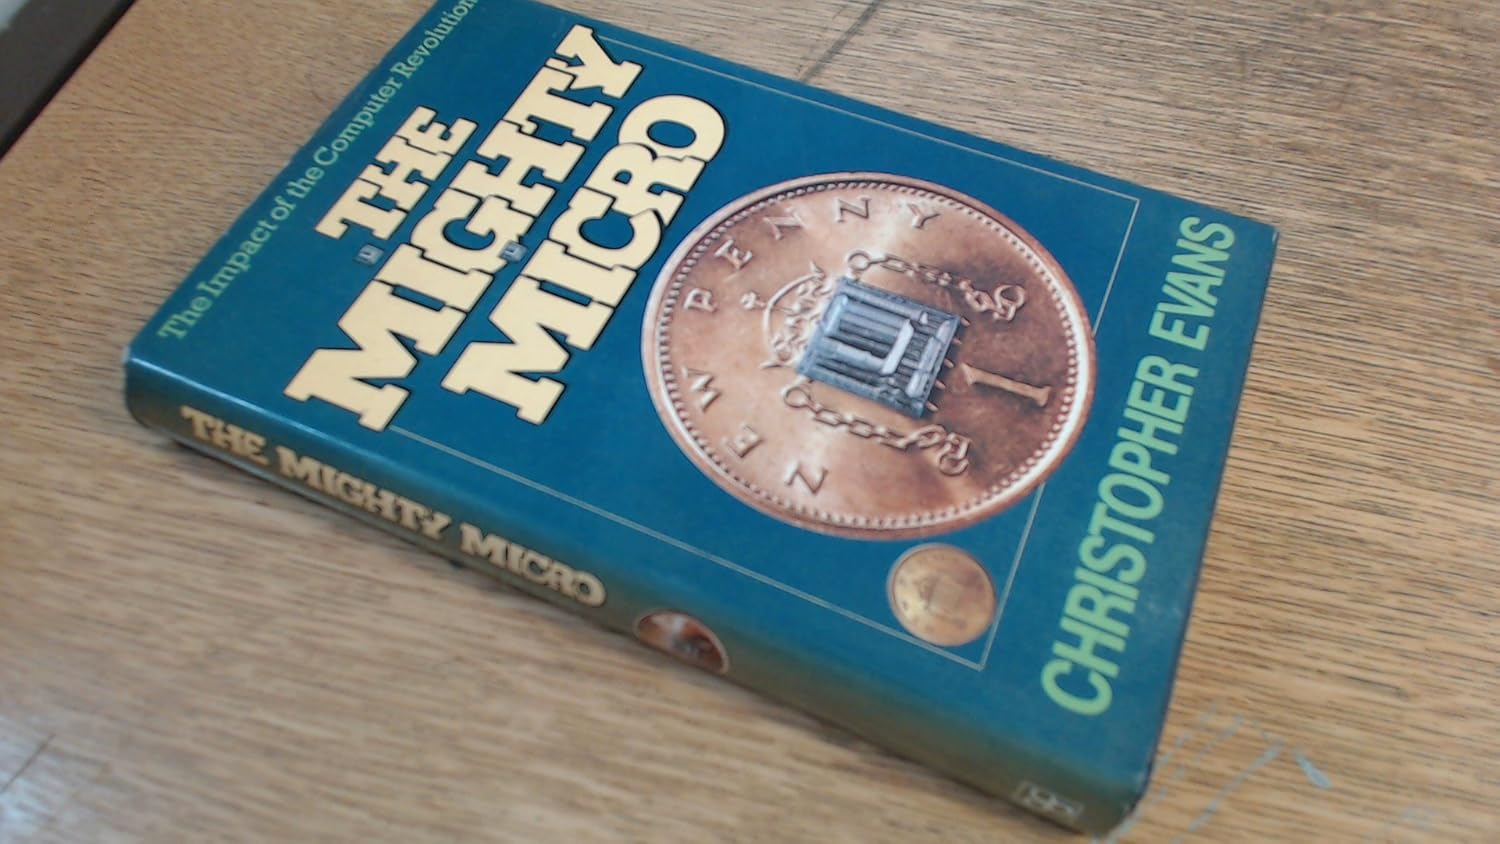 The Impact of the Computer Revolution
THE
MIGHTY
MICRO
NEW PENNY
1
CHRISTOPHER EVANS
THE MIGHTY MICRO